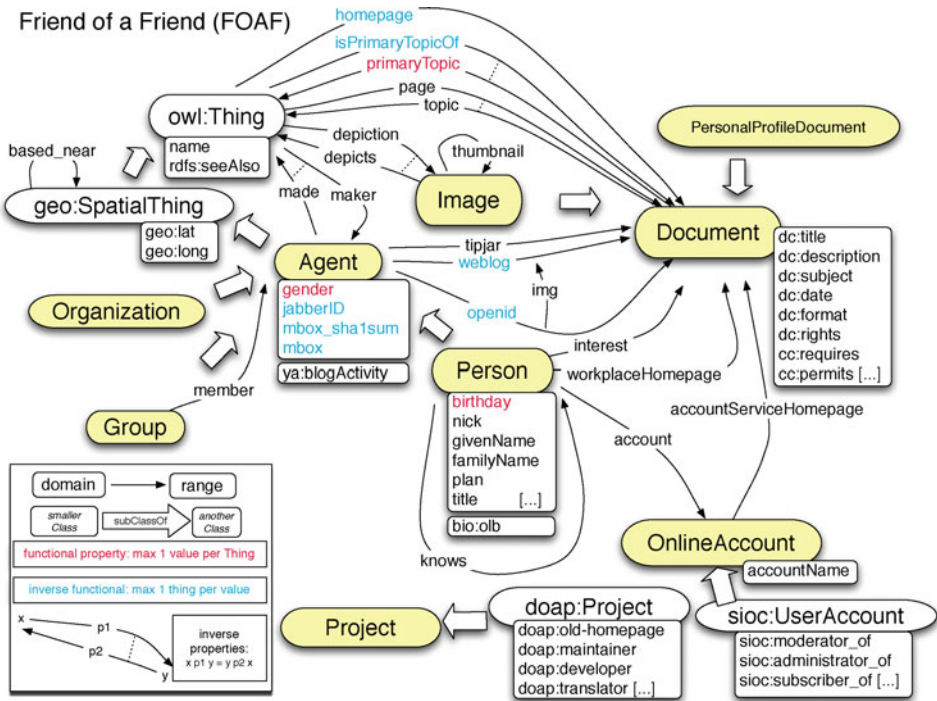 Friend of a Friend (FOAF)
homepage
isPrimaryTopicOf
primaryTopic
page
topic
owl:Thing
name
rdfs:seeAlso
depiction
depicts
thumbnail
PersonalProfileDocument
based_near
made
maker
Image
geo:SpatialThing
geo:lat
geo:long
Document
dc:title
dc:description
dc:subject
dc:date
dc:format
dc:rights
cc:requires
cc:permits [...]
Agent
gender
jabberID
mbox_sha1sum
mbox
ya:blogActivity
tipjar
weblog
img
openid
Organization
interest
member
Person
birthday
nick
givenName
familyName
plan
title [...]
bio:olb
workplaceHomepage
accountServiceHomepage
Group
account
knows
domain
range
smaller
Class
subClassOf
another
Class
functional property: max 1 value per Thing
inverse functional: max 1 thing per value
x
p1
p2
y
inverse
properties:
x p1 y = y p2 x
OnlineAccount
accountName
Project
doap:Project
doap:old-homepage
doap:maintainer
doap:developer
doap:translator [...]
sioc:UserAccount
sioc:moderator_of
sioc:administrator_of
sioc:subscriber_of [...]